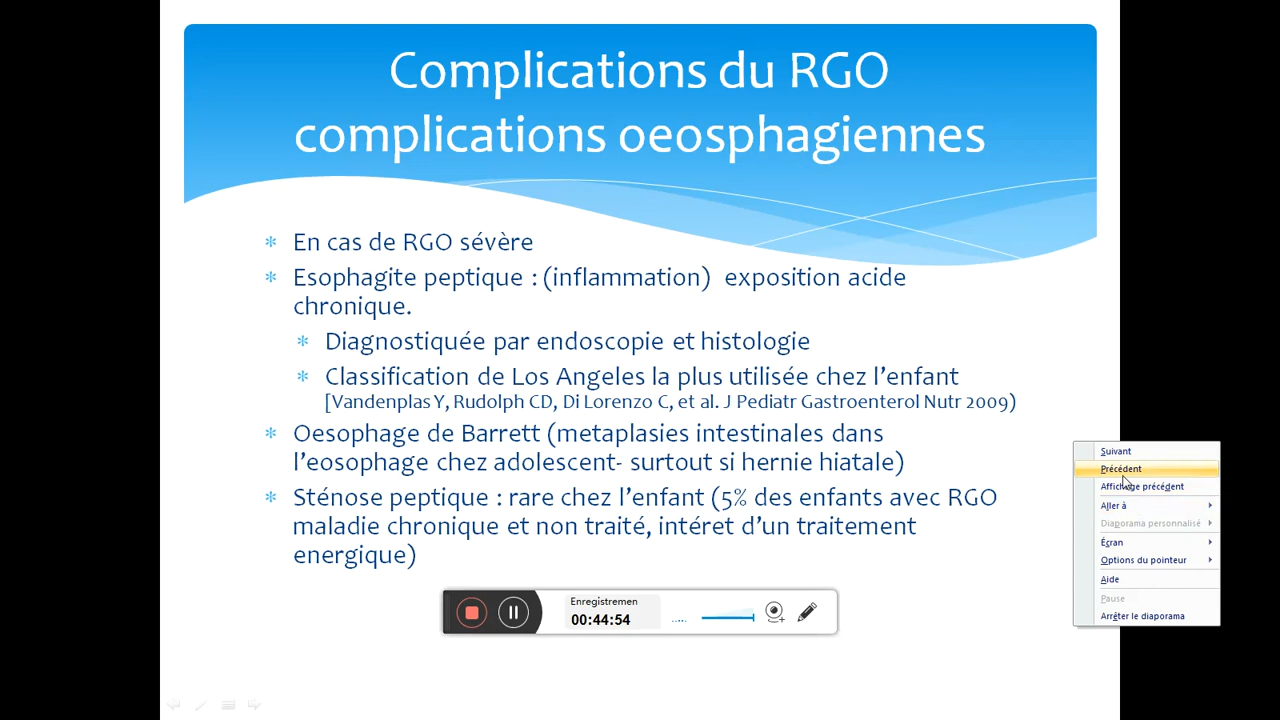 Complications du RGO
complications oeosphagiennes
* En cas de RGO sévère
* Esophagite peptique : (inflammation) exposition acide
chronique.
* Diagnostiquée par endoscopie et histologie
* Classification de Los Angeles la plus utilisée chez l’enfant
[Vandenplas Y, Rudolph CD, Di Lorenzo C, et al. J Pediatr Gastroenterol Nutr 2009)
* Oesophage de Barrett (metaplasies intestinales dans
l’eosophage chez adolescent- surtout si hernie hiatale)
* Sténose peptique : rare chez l’enfant (5% des enfants avec RGO
maladie chronique et non traité, intéret d’un traitement
energique)
Enregistremen
00:44:54
Suivant
Précédent
Affichage précédent
Aller à
Diaporama personnalisé
Écran
Options du pointeur
Aide
Pause
Arrêter le diaporama